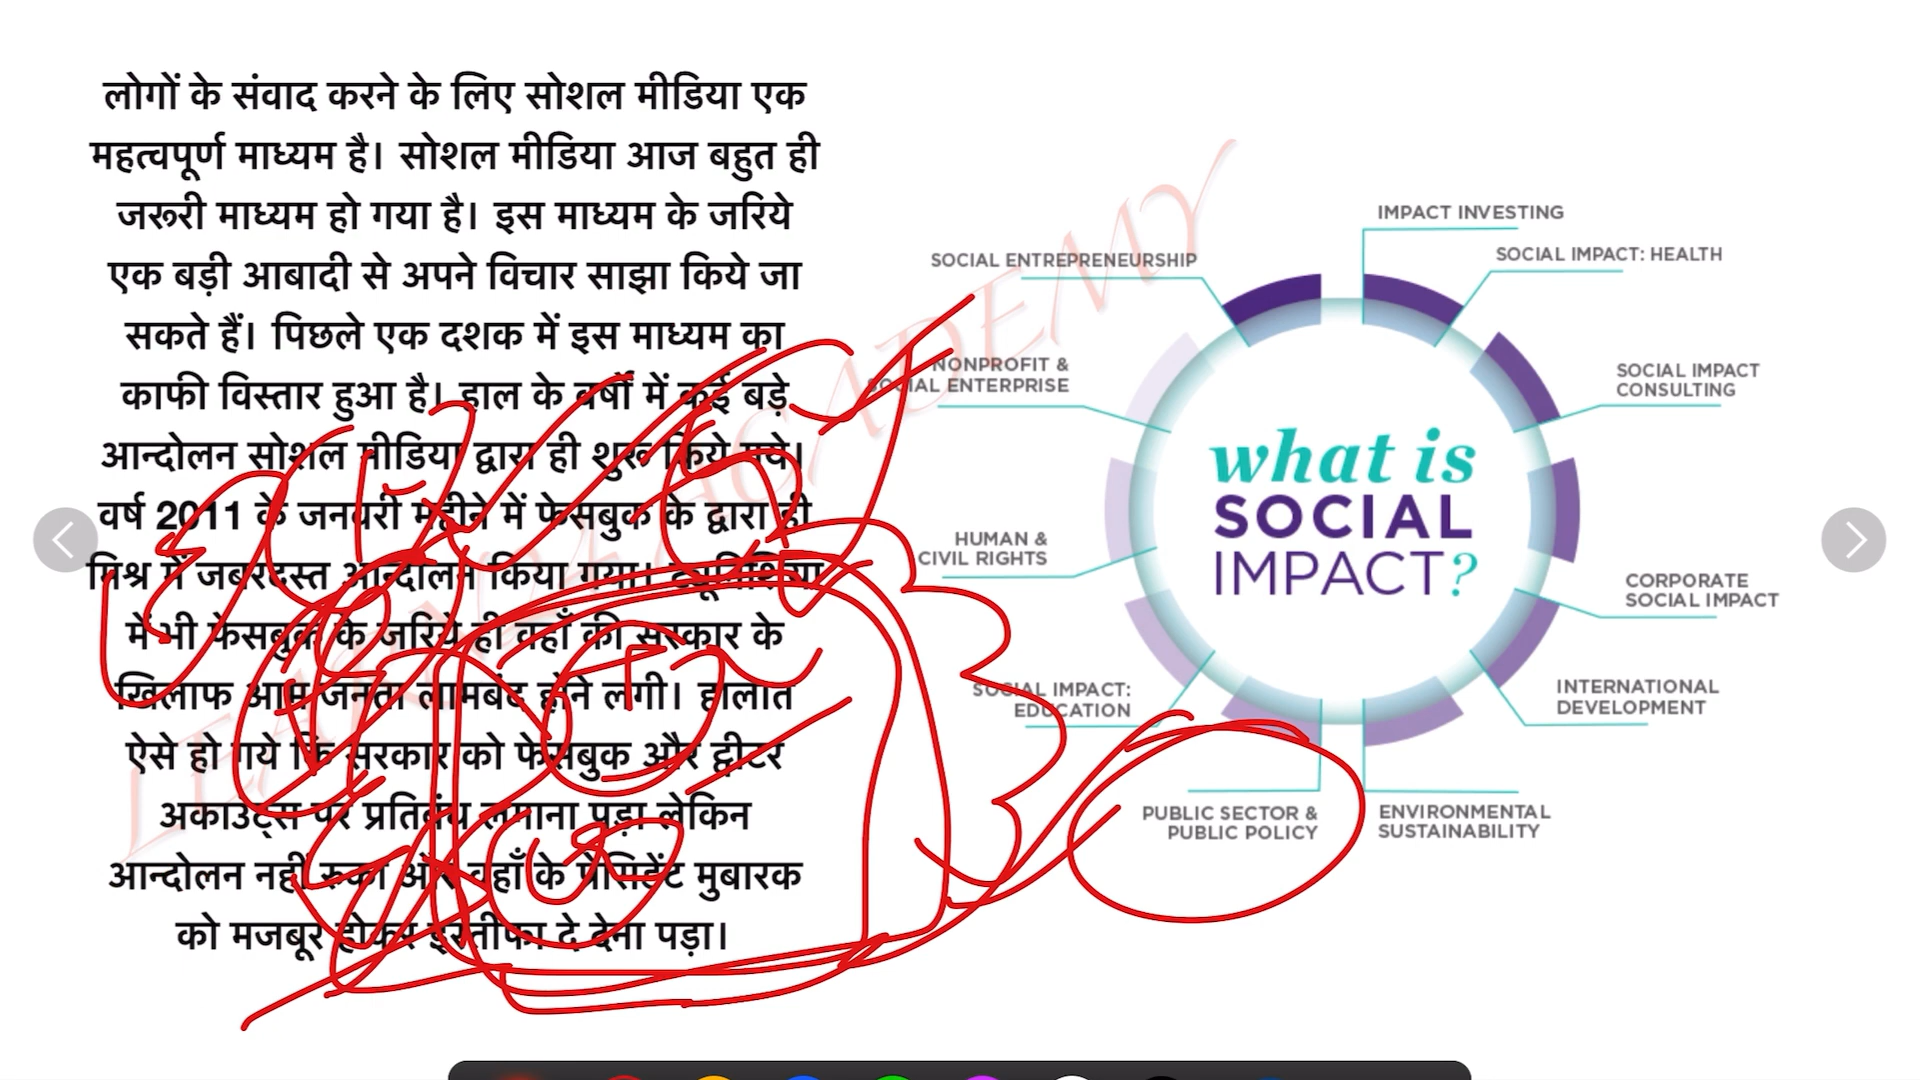 लोगों के संवाद करने के लिए सोशल मीडिया एक
महत्वपूर्ण माध्यम है। सोशल मीडिया आज बहुत ही
जरूरी माध्यम हो गया है। इस माध्यम के जरिये
एक बड़ी आबादी से अपने विचार साझा किये जा
सकते हैं। पिछले एक दशक में इस माध्यम का
काफी विस्तार हुआ है। हाल के वर्षों में कई बड़े
आन्दोलन सोशल मीडिया द्वारा ही शुरू किये गये।
वर्ष 2011 के जनवरी महीने में फेसबुक के द्वारा ही
मिश्र में जबरदस्त आन्दोलन किया गया। ट्यूनिशिया
में भी फेसबुक के जरिये ही वहाँ की सरकार के
खिलाफ आम जनता लामबंद होने लगी। हालात
ऐसे हो गये कि सरकार को फेसबुक और ट्वीटर
अकाउंट्स पर प्रतिबंध लगाना पड़ा लेकिन
आन्दोलन नहीं रुका और वहाँ के प्रेसिडेंट मुबारक
को मजबूर होकर इस्तीफा दे देना पड़ा।
IMPACT INVESTING
SOCIAL IMPACT: HEALTH
SOCIAL ENTREPRENEURSHIP
NONPROFIT &
SOCIAL ENTERPRISE
SOCIAL IMPACT
CONSULTING
what is
SOCIAL
IMPACT?
HUMAN &
CIVIL RIGHTS
CORPORATE
SOCIAL IMPACT
SOCIAL IMPACT:
EDUCATION
INTERNATIONAL
DEVELOPMENT
PUBLIC SECTOR &
PUBLIC POLICY
ENVIRONMENTAL
SUSTAINABILITY
ACADEMY